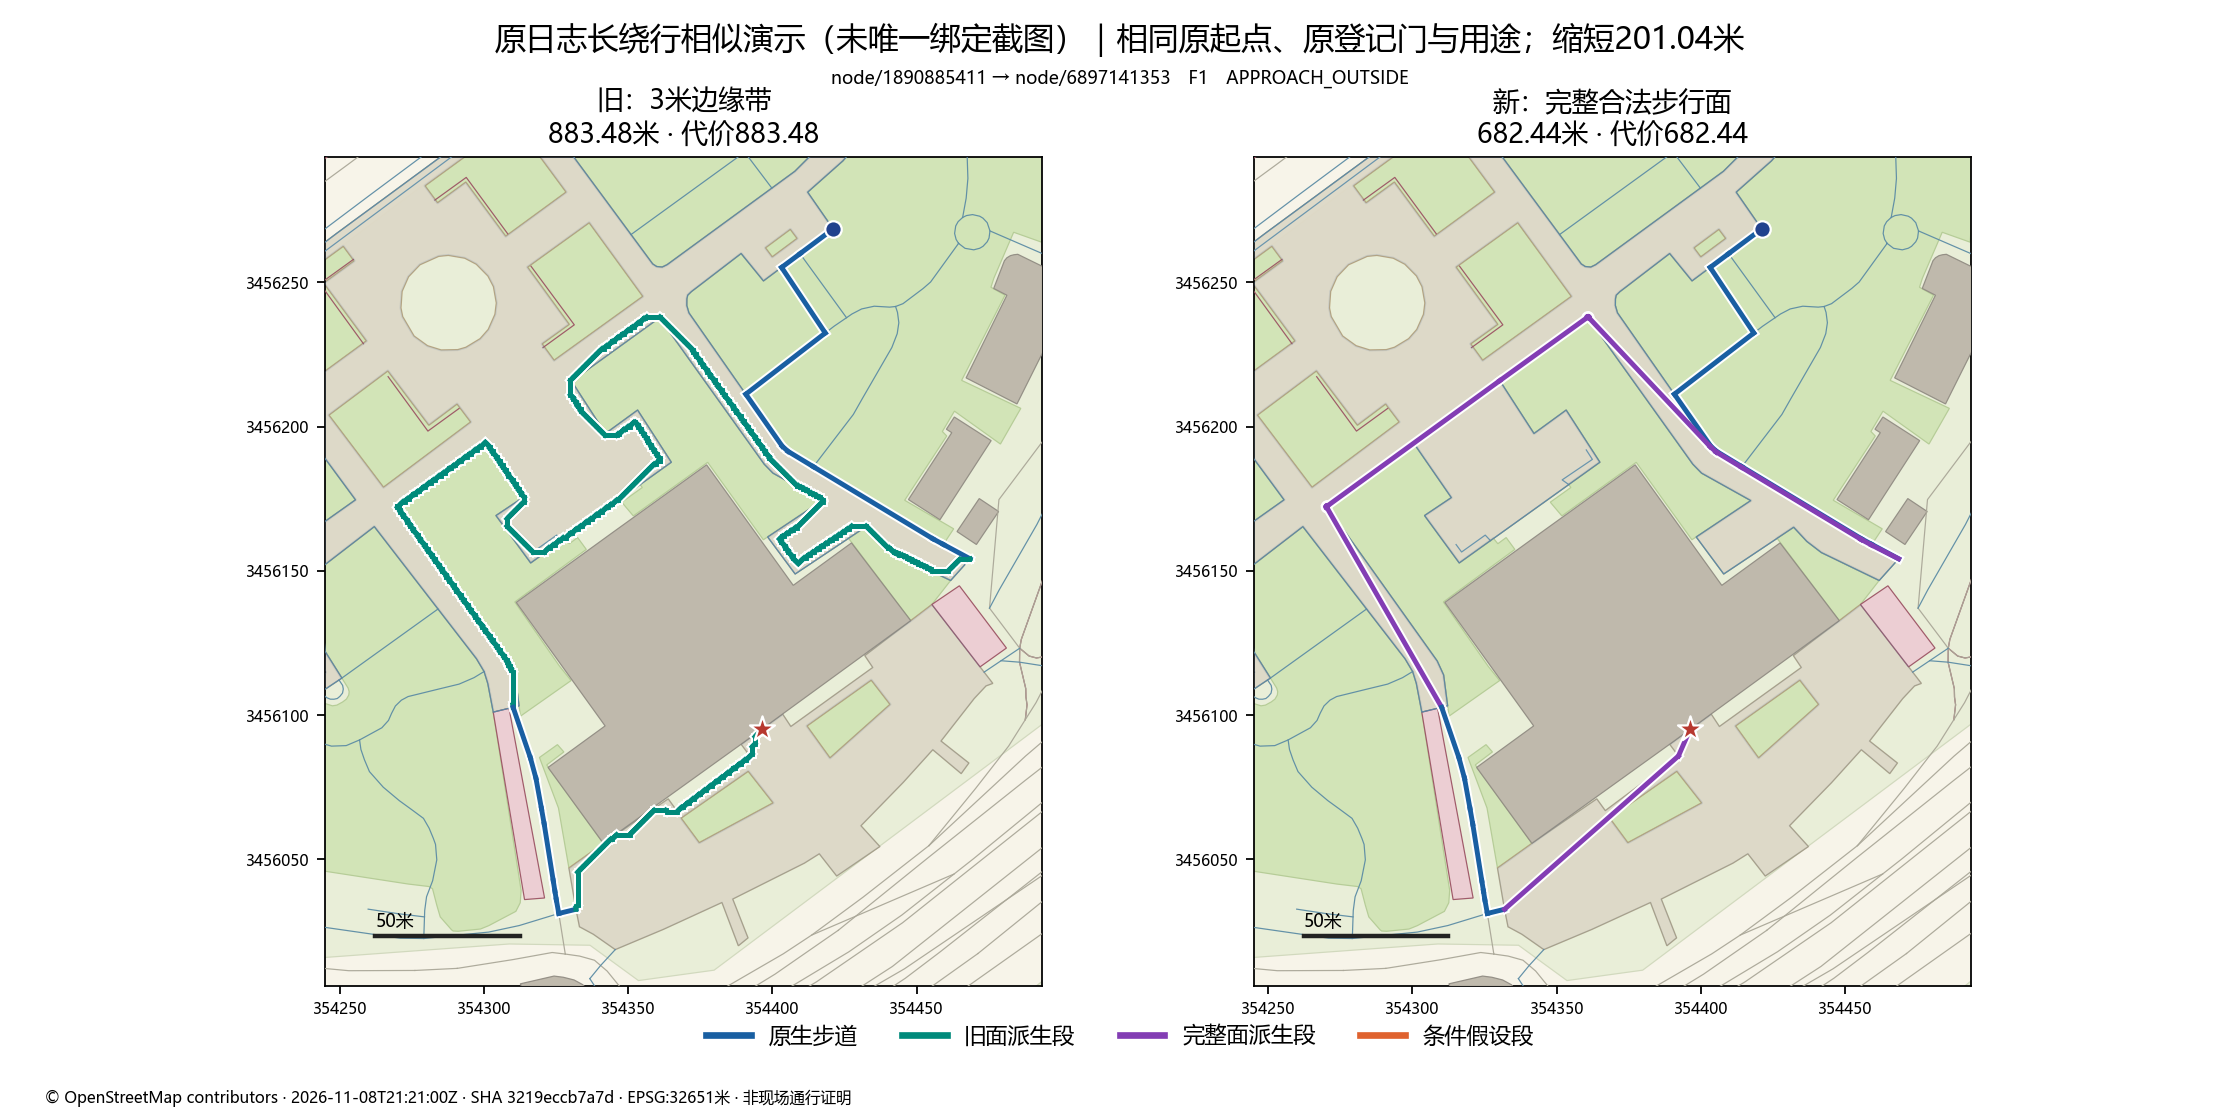 原日志长绕行相似演示（未唯一绑定截图）｜相同原起点、原登记门与用途；缩短201.04米
node/1890885411 → node/6897141353 F1 APPROACH_OUTSIDE
旧：3米边缘带
883.48米 · 代价883.48
新：完整合法步行面
682.44米 · 代价682.44
3456250
3456200
3456150
3456100
3456050
50米
354250
354300
354350
354400
354450
3456250
3456200
3456150
3456100
3456050
50米
354250
354300
354350
354400
354450
原生步道
旧面派生段
完整面派生段
条件假设段
© OpenStreetMap contributors · 2026-11-08T21:21:00Z · SHA 3219eccb7a7d · EPSG:32651米 · 非现场通行证明